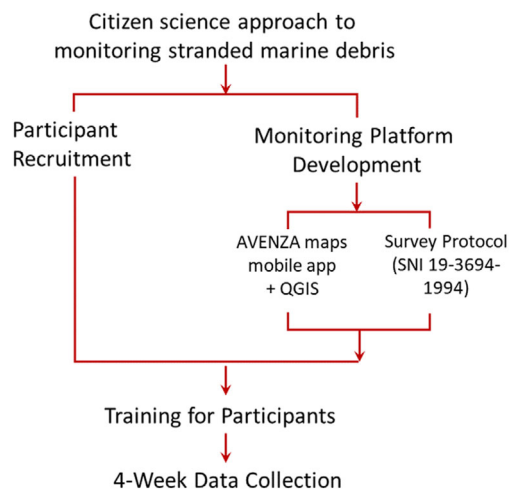 Citizen science approach to
monitoring stranded marine debris
Participant
Recruitment
Monitoring Platform
Development
AVENZA maps
mobile app
+ QGIS
Survey Protocol
(SNI 19-3694-
1994)
Training for Participants
4-Week Data Collection